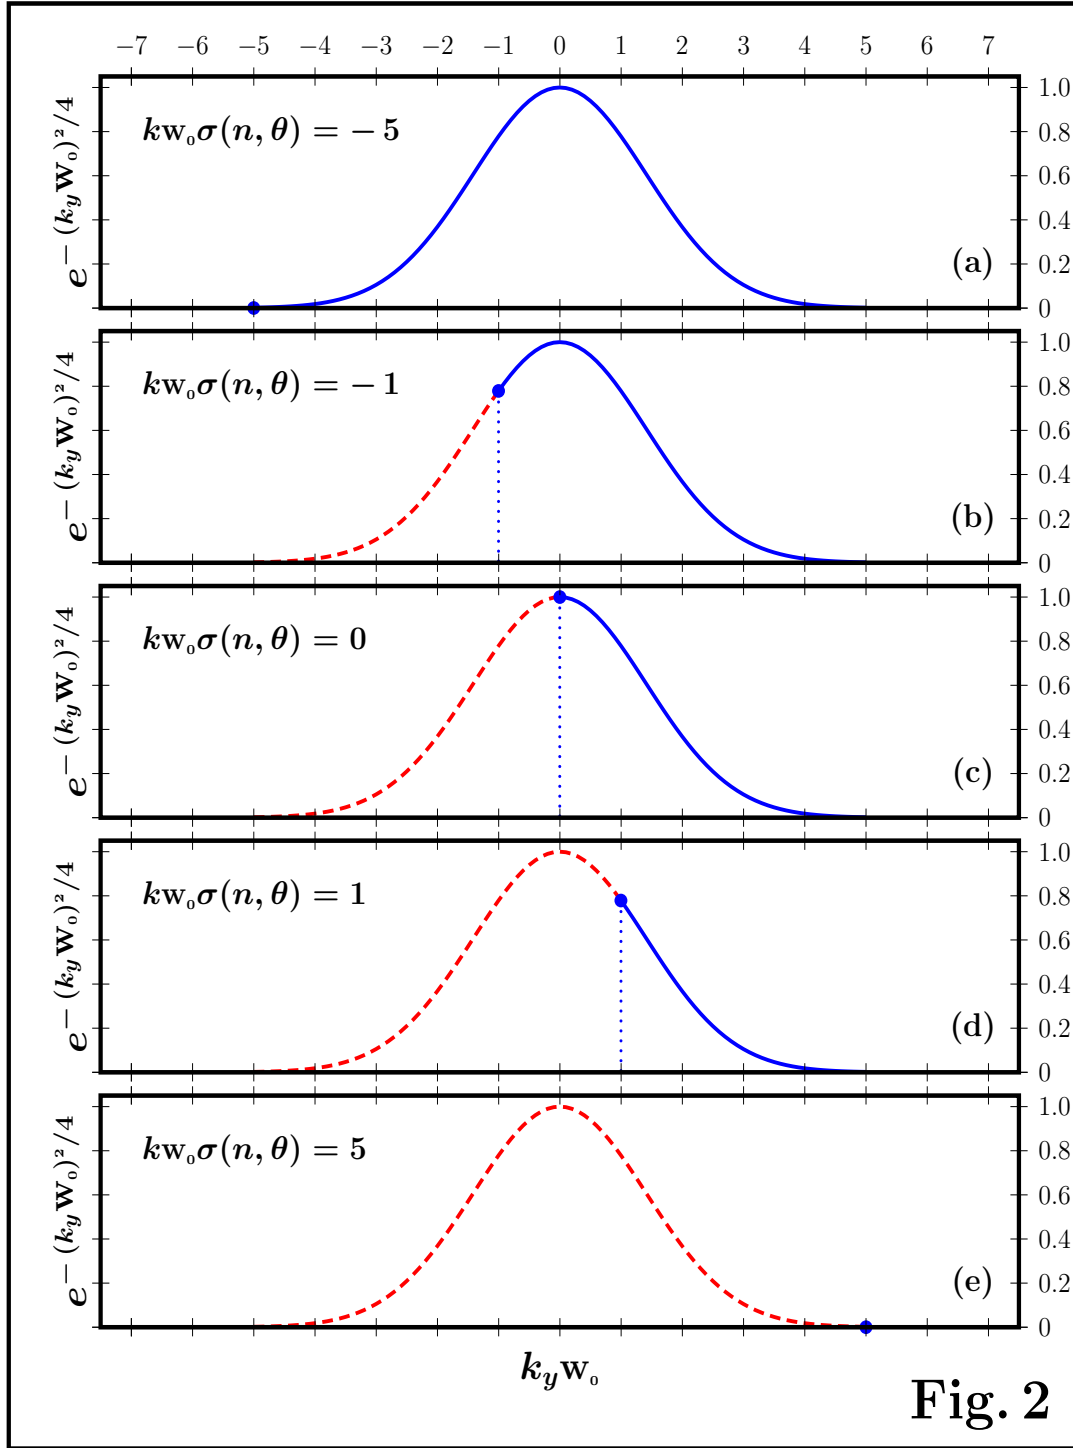 −7 −6 −5 −4 −3 −2 −1 0 1 2 3 4 5 6 7
kw₀σ(n, θ) = −5
e^−(k_y w₀)²/4
1.0
0.8
0.6
0.4
0.2
0
(a)
kw₀σ(n, θ) = −1
e^−(k_y w₀)²/4
1.0
0.8
0.6
0.4
0.2
0
(b)
kw₀σ(n, θ) = 0
e^−(k_y w₀)²/4
1.0
0.8
0.6
0.4
0.2
0
(c)
kw₀σ(n, θ) = 1
e^−(k_y w₀)²/4
1.0
0.8
0.6
0.4
0.2
0
(d)
kw₀σ(n, θ) = 5
e^−(k_y w₀)²/4
1.0
0.8
0.6
0.4
0.2
0
(e)
k_y w₀
Fig. 2